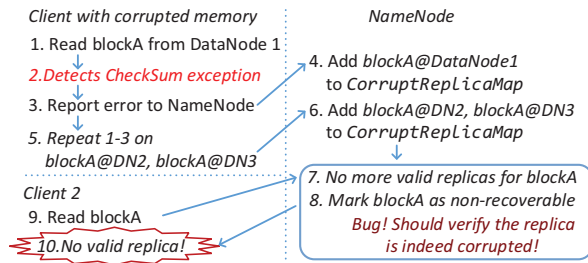 Client with corrupted memory
1. Read blockA from DataNode 1
2.Detects CheckSum exception
3. Report error to NameNode
5. Repeat 1-3 on
blockA@DN2, blockA@DN3
Client 2
9. Read blockA
10.No valid replica!
NameNode
4. Add blockA@DataNode1
to CorruptReplicaMap
6. Add blockA@DN2, blockA@DN3
to CorruptReplicaMap
7. No more valid replicas for blockA
8. Mark blockA as non-recoverable
Bug! Should verify the replica
is indeed corrupted!